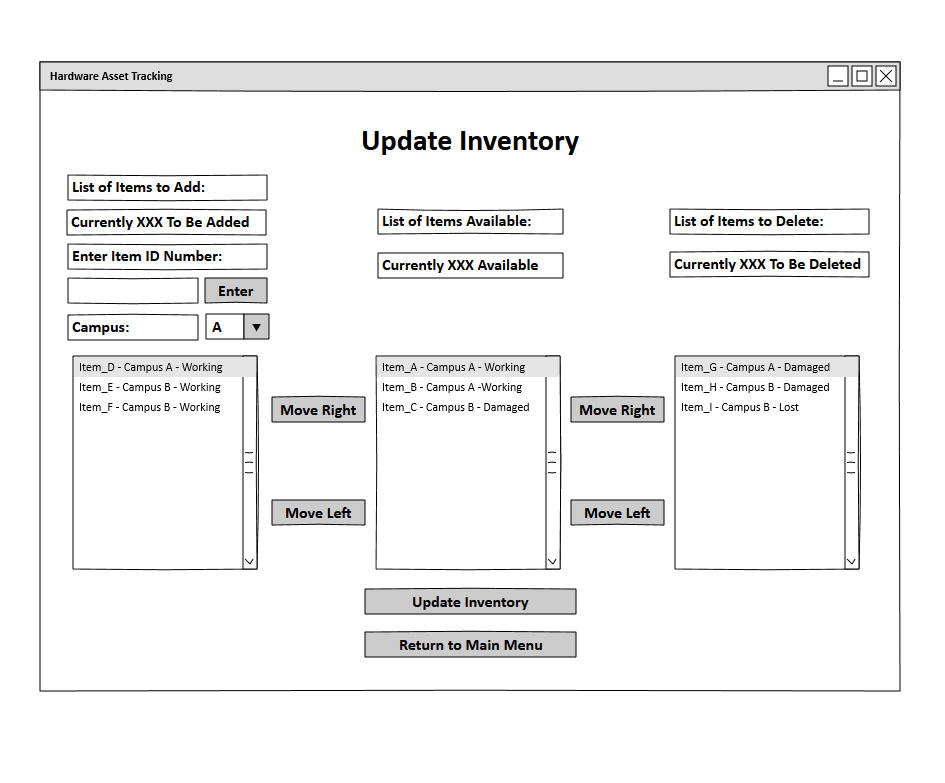 Hardware Asset Tracking
Update Inventory
List of Items to Add:
Currently XXX To Be Added
Enter Item ID Number:
Enter
Campus:
A
List of Items Available:
Currently XXX Available
List of Items to Delete:
Currently XXX To Be Deleted
Item_D - Campus A - Working
Item_E - Campus B - Working
Item_F - Campus B - Working
Move Right
Move Left
Item_A - Campus A - Working
Item_B - Campus A -Working
Item_C - Campus B - Damaged
Move Right
Move Left
Item_G - Campus A - Damaged
Item_H - Campus B - Damaged
Item_I - Campus B - Lost
Update Inventory
Return to Main Menu